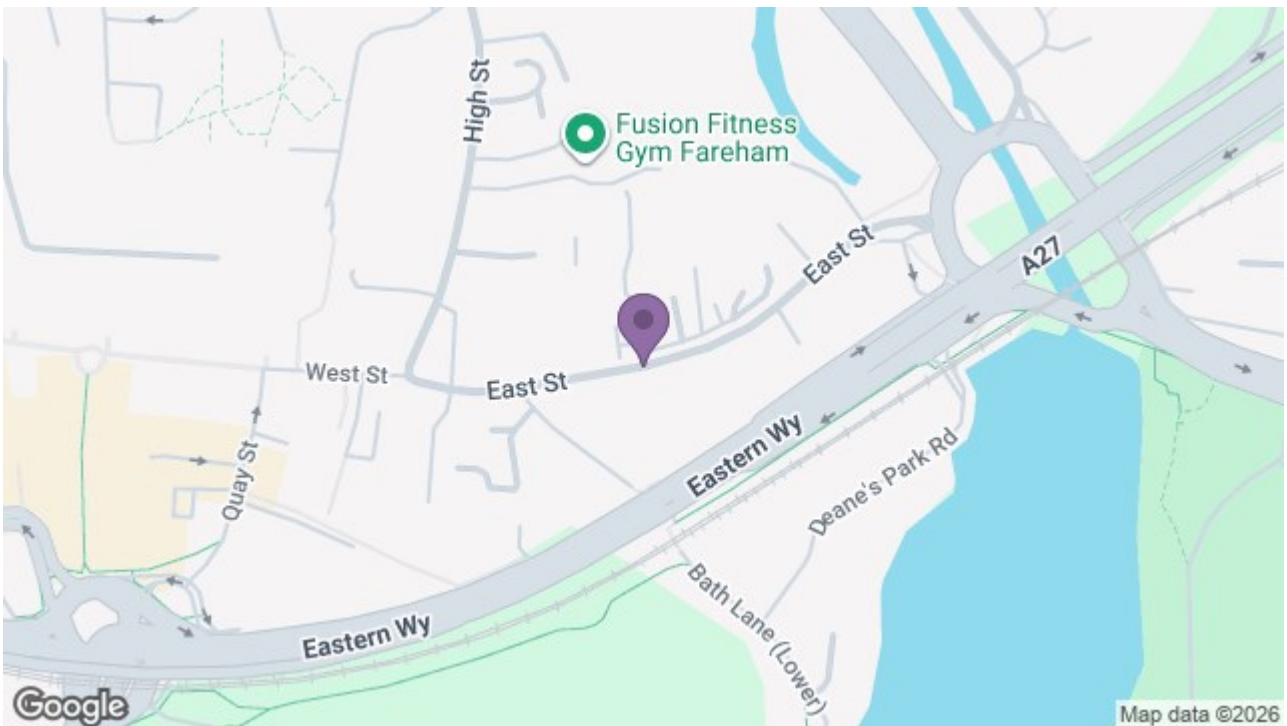 High St
Fusion Fitness
Gym Fareham
East St
A27
West St
East St
Quay St
Eastern Wy
Deane's Park Rd
Bath Lane (Lower)
Eastern Wy
Google
Map data ©2026